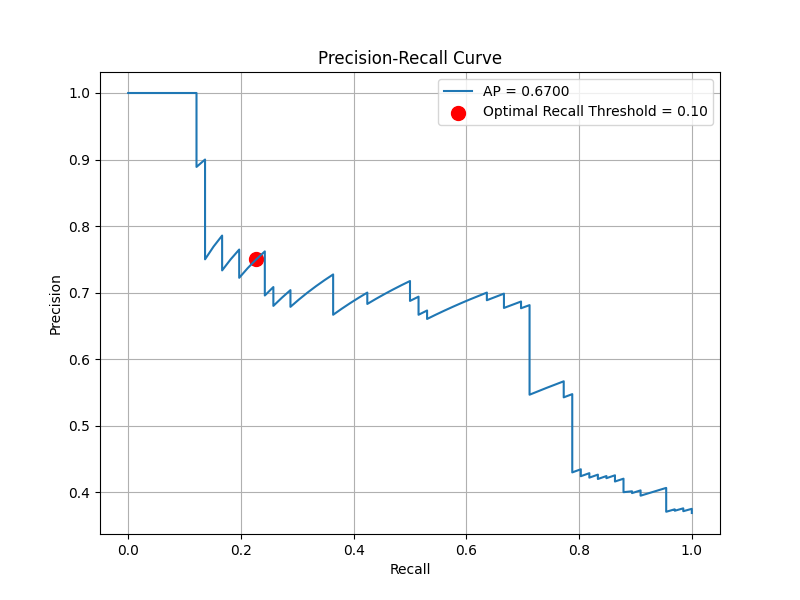 Precision-Recall Curve
AP = 0.6700
Optimal Recall Threshold = 0.10
Precision
1.0
0.9
0.8
0.7
0.6
0.5
0.4
0.0 0.2 0.4 0.6 0.8 1.0
Recall